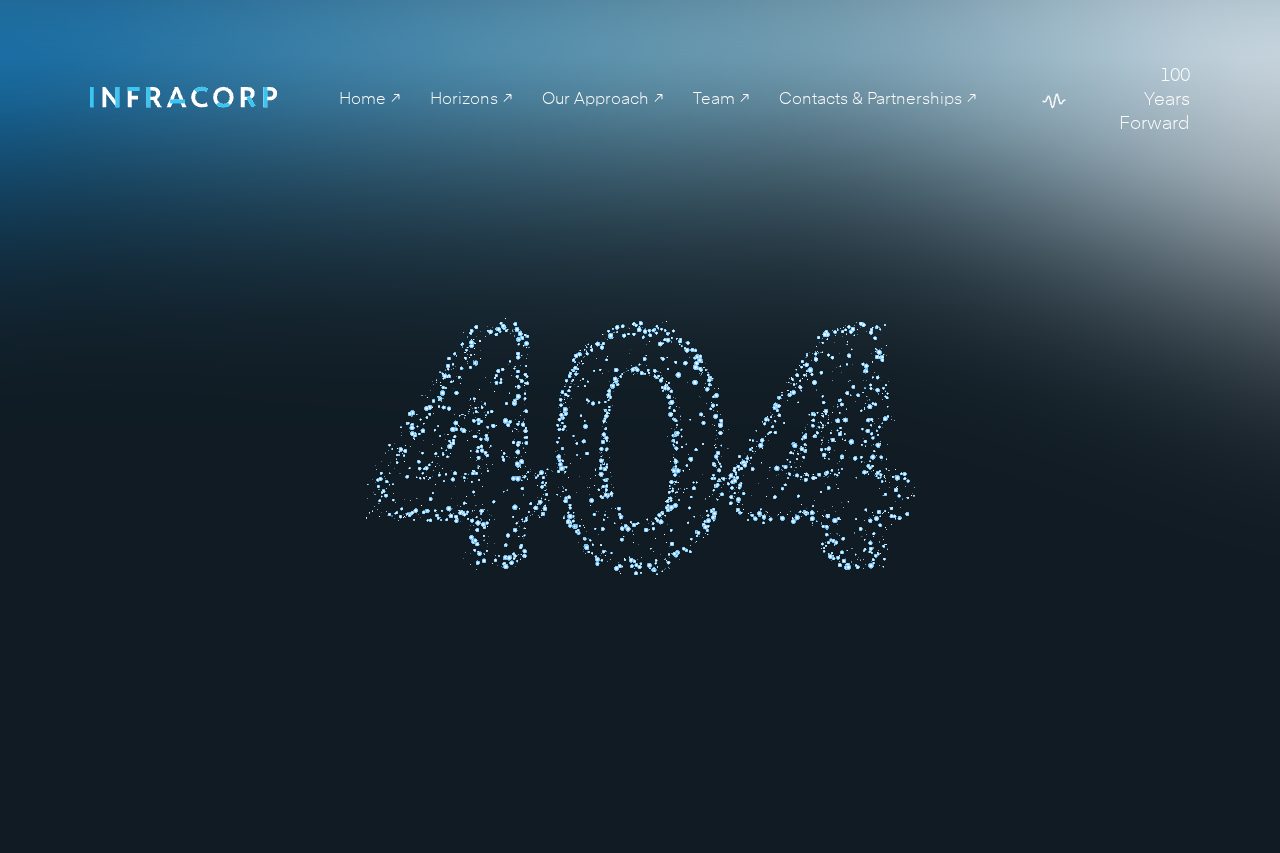 INFRACORP
Home
Horizons
Our Approach
Team
Contacts & Partnerships
100
Years
Forward
404